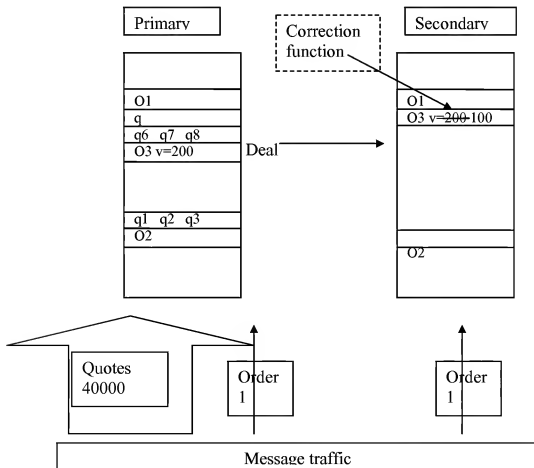 Primary
Secondary
Correction
function
O1
q
q6 q7 q8
O3 v=200
q1 q2 q3
O2
Deal
O1
O3 v=200 100
O2
Quotes
40000
Order
1
Order
1
Message traffic